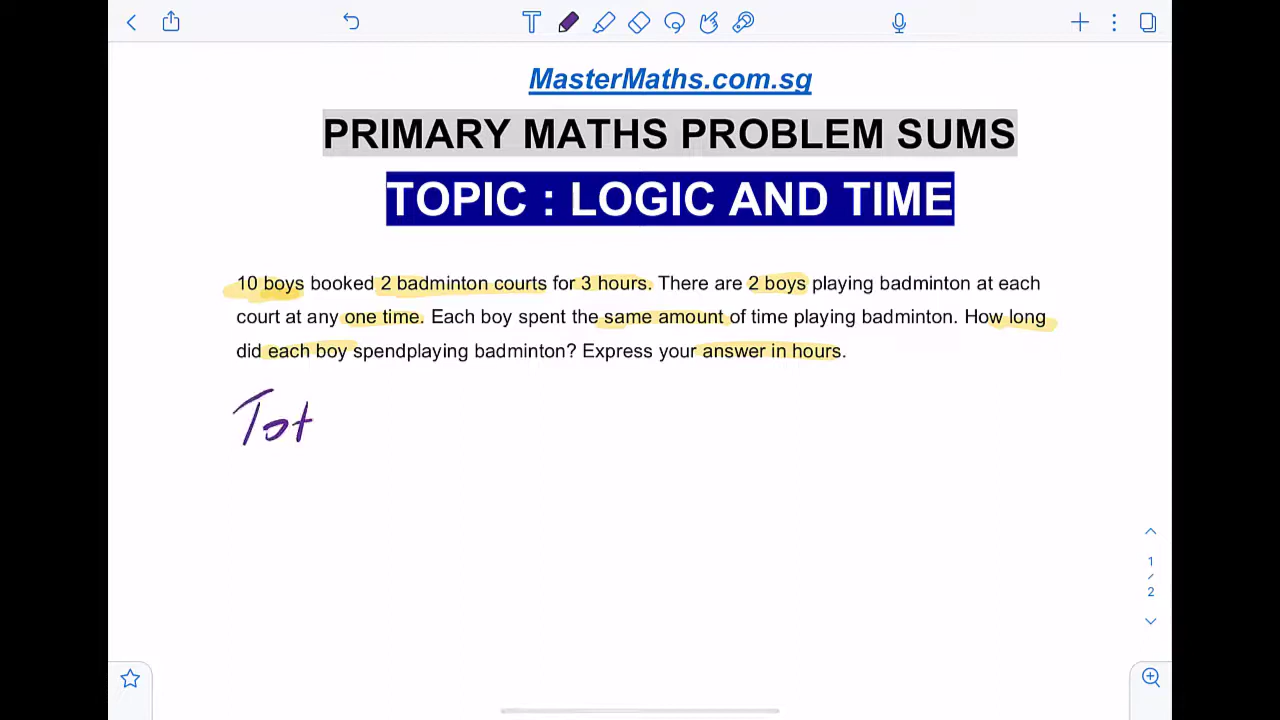 MasterMaths.com.sg
PRIMARY MATHS PROBLEM SUMS
TOPIC : LOGIC AND TIME
10 boys booked 2 badminton courts for 3 hours. There are 2 boys playing badminton at each
court at any one time. Each boy spent the same amount of time playing badminton. How long
did each boy spendplaying badminton? Express your answer in hours.
Tot
1
/
2